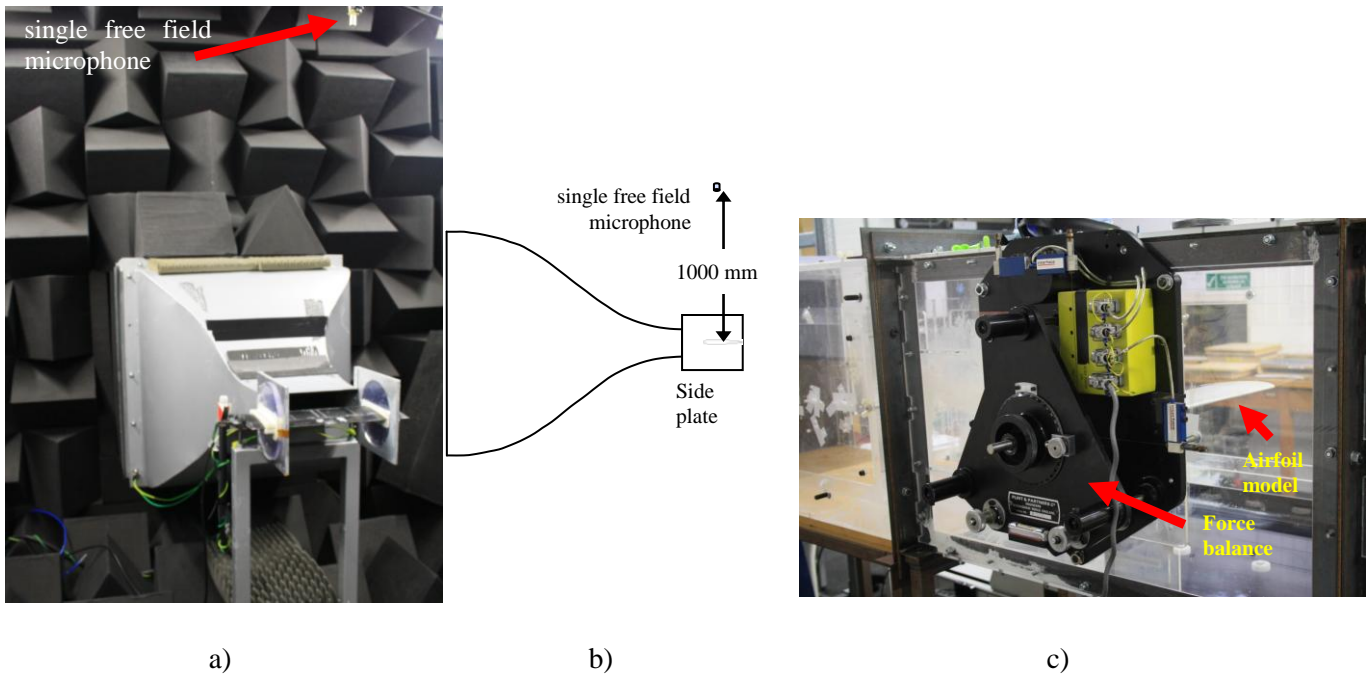 single free field
microphone
single free field
microphone
1000 mm
Side
plate
Airfoil
model
Force
balance
a)
b)
c)